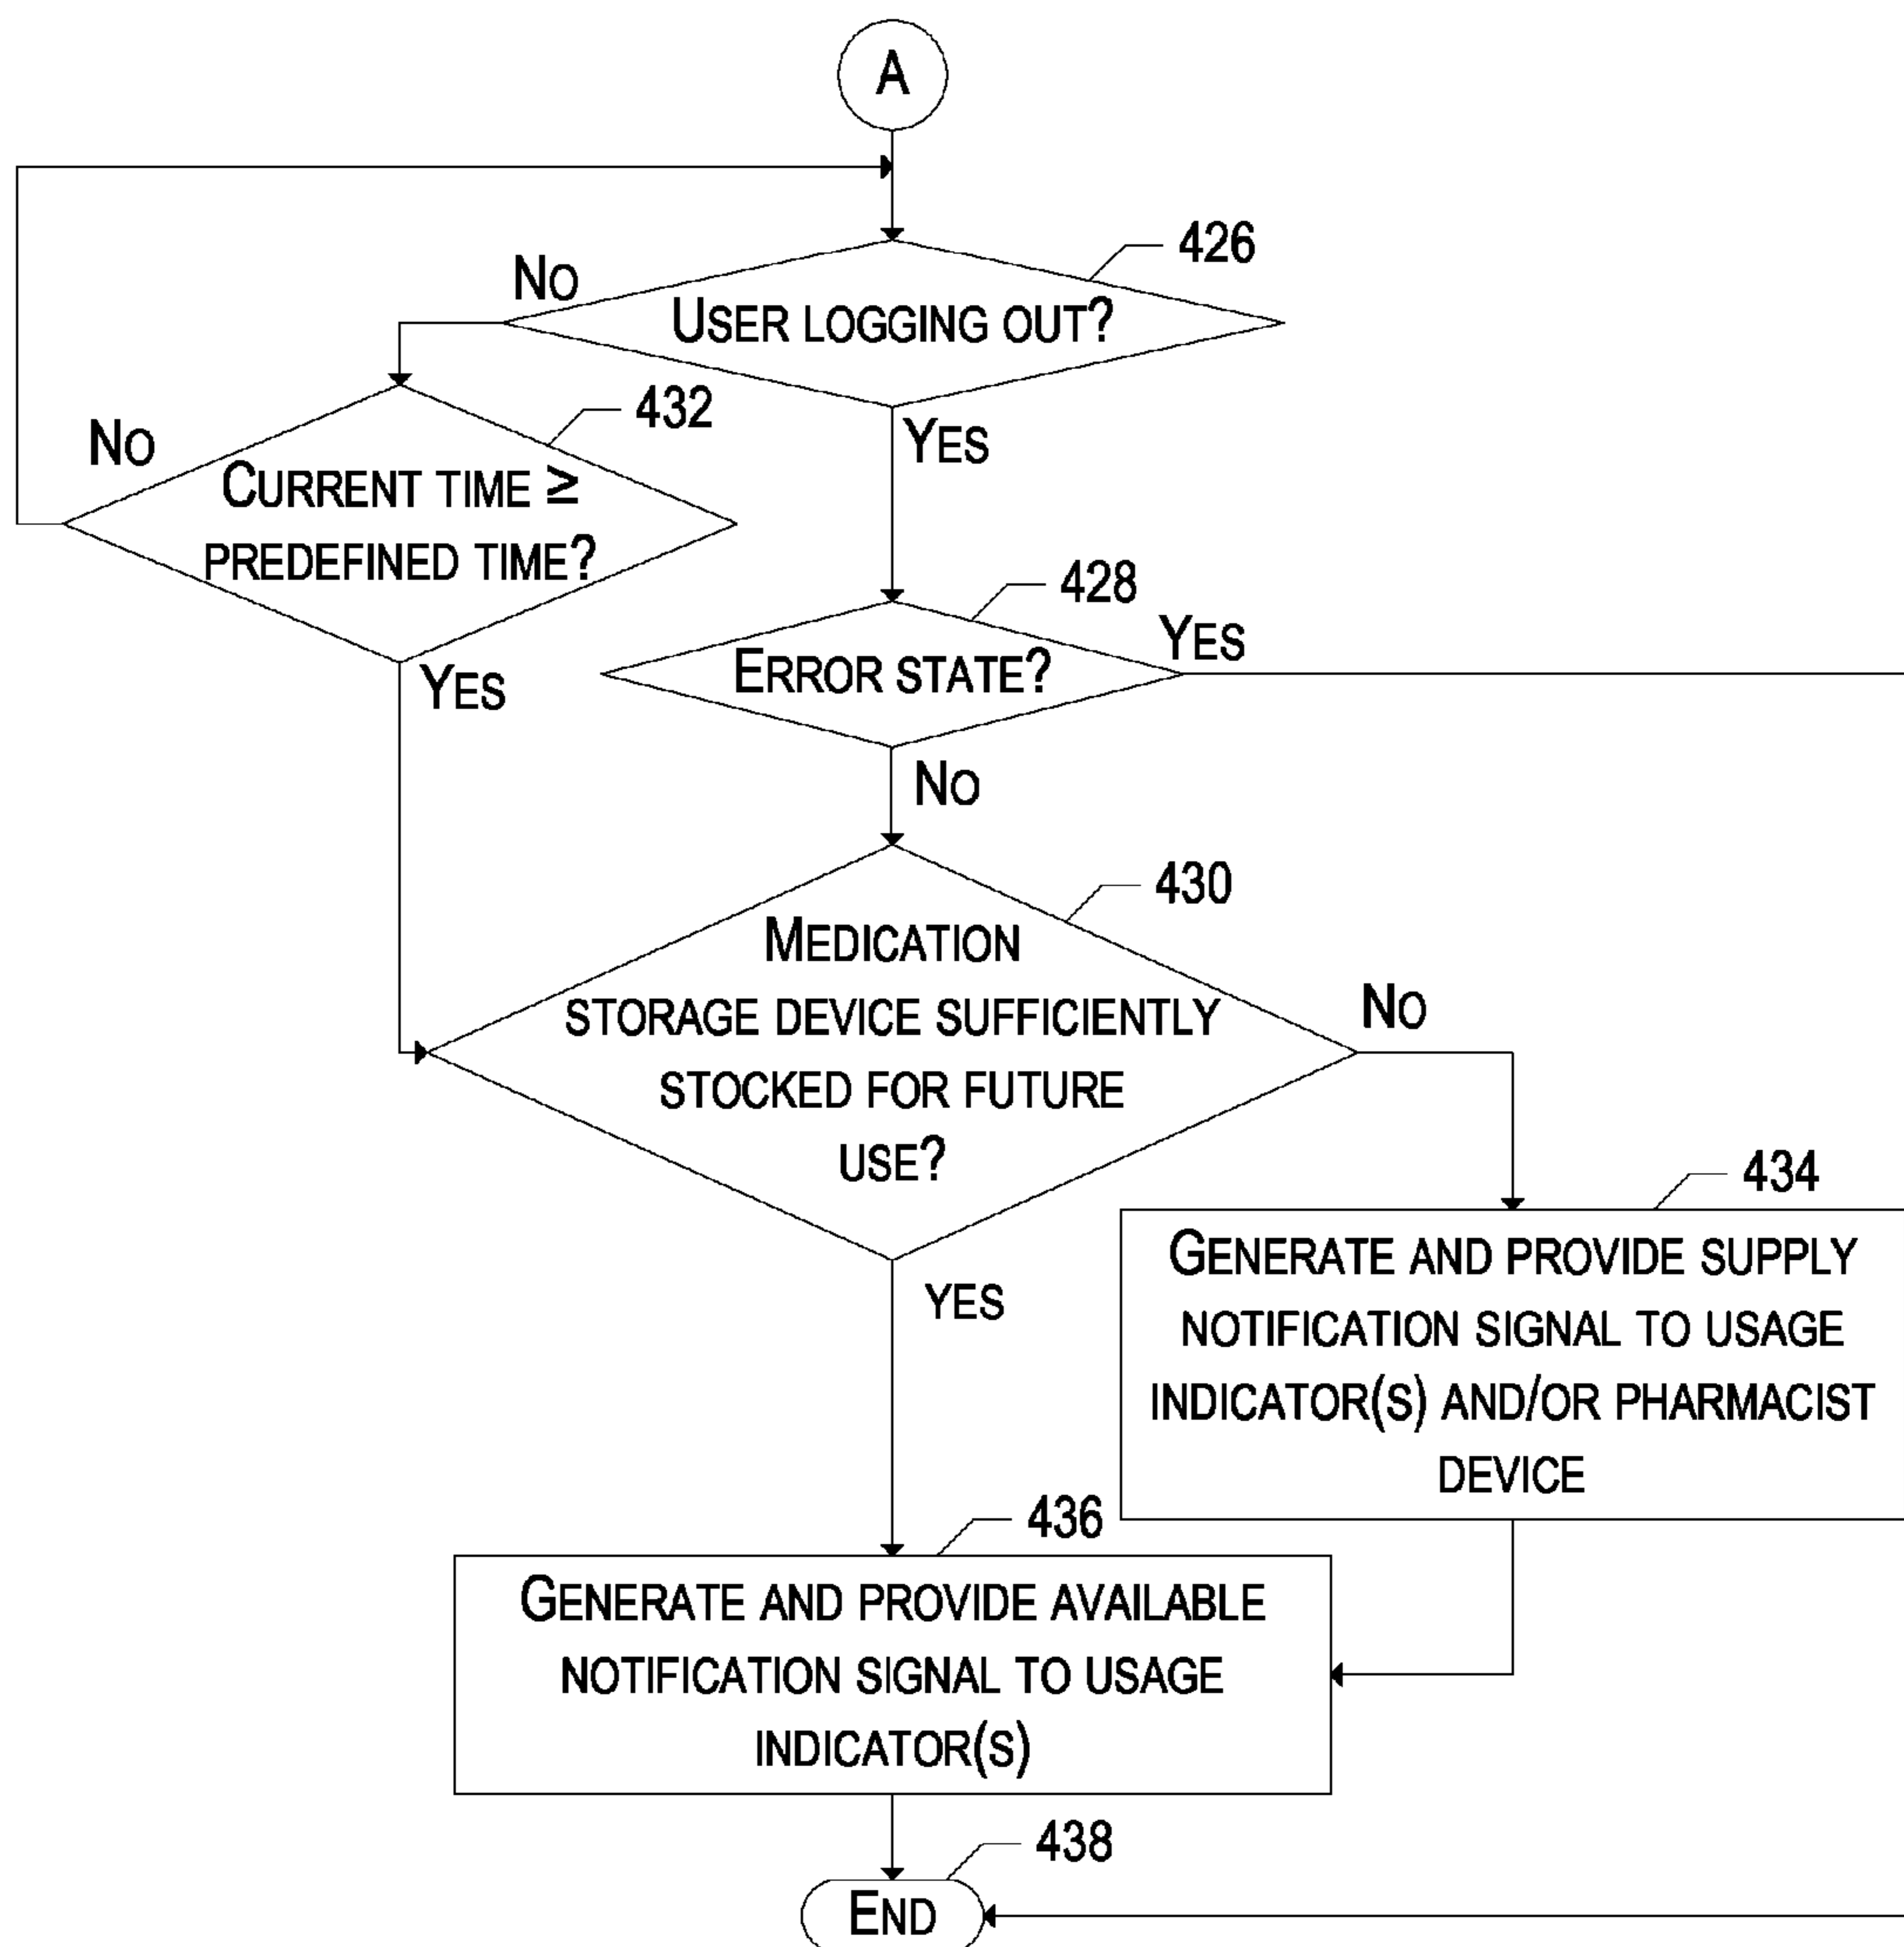 A
426
No
User logging out?
432
No
Yes
Current time ≥
predefined time?
428
Yes
Error state?
Yes
No
430
Medication
storage device sufficiently
stocked for future
use?
No
434
Generate and provide supply
notification signal to usage
indicator(s) and/or pharmacist
device
yes
436
Generate and provide available
notification signal to usage
indicator(s)
438
End